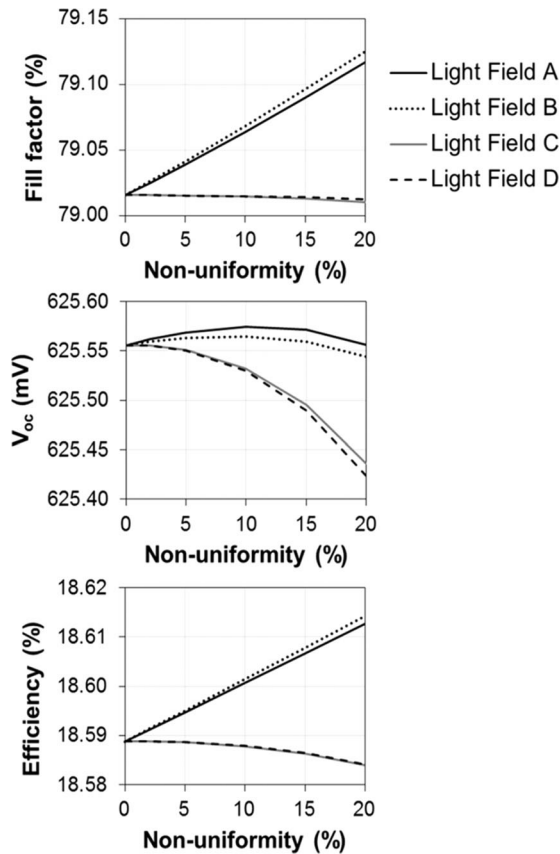 79.15
79.10
79.05
79.00
Fill factor (%)
0 5 10 15 20
Non-uniformity (%)
Light Field A
Light Field B
Light Field C
Light Field D
625.60
625.55
625.50
625.45
625.40
Voc (mV)
0 5 10 15 20
Non-uniformity (%)
18.62
18.61
18.60
18.59
18.58
Efficiency (%)
0 5 10 15 20
Non-uniformity (%)